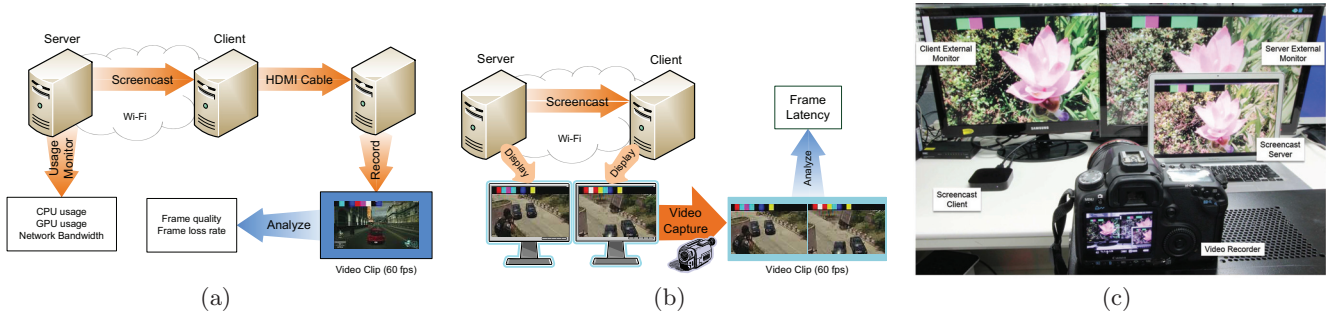 Server
Client
Screencast
HDMI Cable
Wi-Fi
Usage
Monitor
Record
CPU usage
GPU usage
Network Bandwidth
Frame quality
Frame loss rate
Analyze
Video Clip (60 fps)
(a)
Server
Client
Screencast
Wi-Fi
Display
Display
Frame
Latency
Analyze
Video
Capture
Video Clip (60 fps)
(b)
Client External
Monitor
Server External
Monitor
SAMSUNG
Screencast
Server
Screencast
Client
Video Recorder
(c)